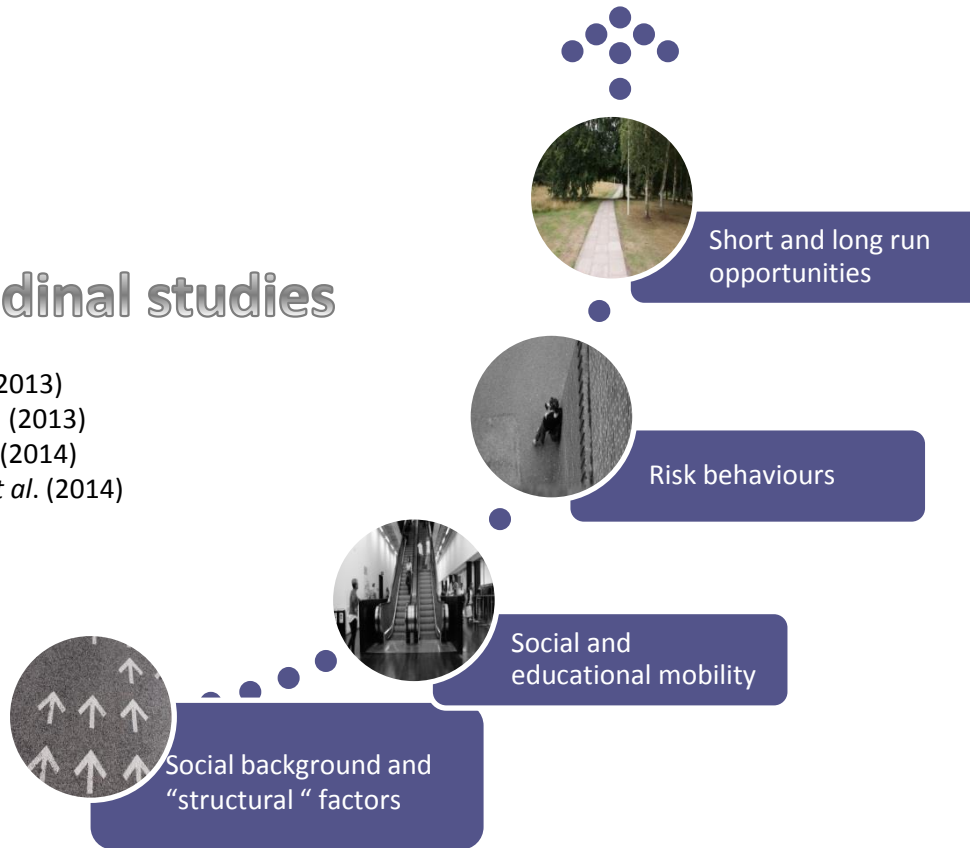 dinal studies
2013)
(2013)
(2014)
t al. (2014)
Short and long run
opportunities
Risk behaviours
Social and
educational mobility
Social background and
“structural “ factors